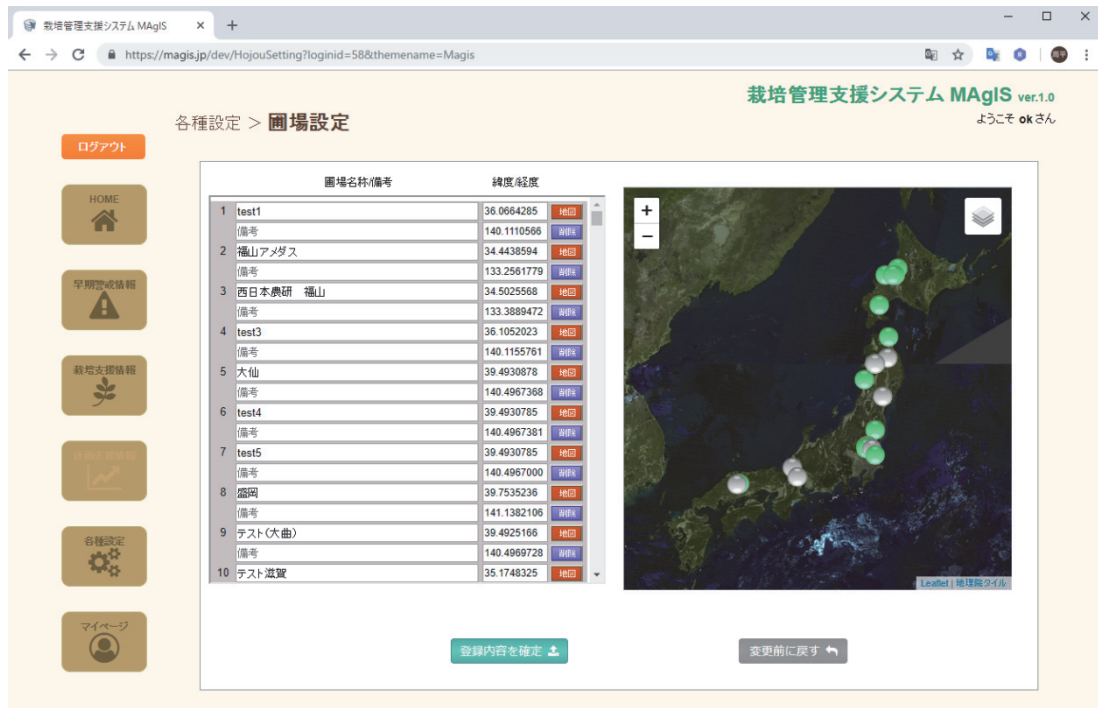 栽培管理支援システム MAgIS
https://magis.jp/dev/HojouSetting?loginid=58&themename=Magis
栽培管理支援システム MAgIS ver.1.0
ようこそ ok さん
各種設定 > 圃場設定
ログアウト
HOME
早期警戒情報
栽培支援情報
各種設定
マイページ
圃場名称/備考 緯度/経度
1 test1 36.0664285 地図
備考 140.1110566 削除
2 福山アメダス 34.4438594 地図
備考 133.2561779 削除
3 西日本農研 福山 34.5025568 地図
備考 133.3889472 削除
4 test3 36.1052023 地図
備考 140.1155761 削除
5 大仙 39.4930878 地図
備考 140.4967368 削除
6 test4 39.4930785 地図
備考 140.4967381 削除
7 test5 39.4930785 地図
備考 140.4967000 削除
8 盛岡 39.7535236 地図
備考 141.1382106 削除
9 テスト(大曲) 39.4925166 地図
備考 140.4969728 削除
10 テスト滋賀 35.1748325 地図
+
−
Leaflet | 地理院タイル
登録内容を確定
変更前に戻す